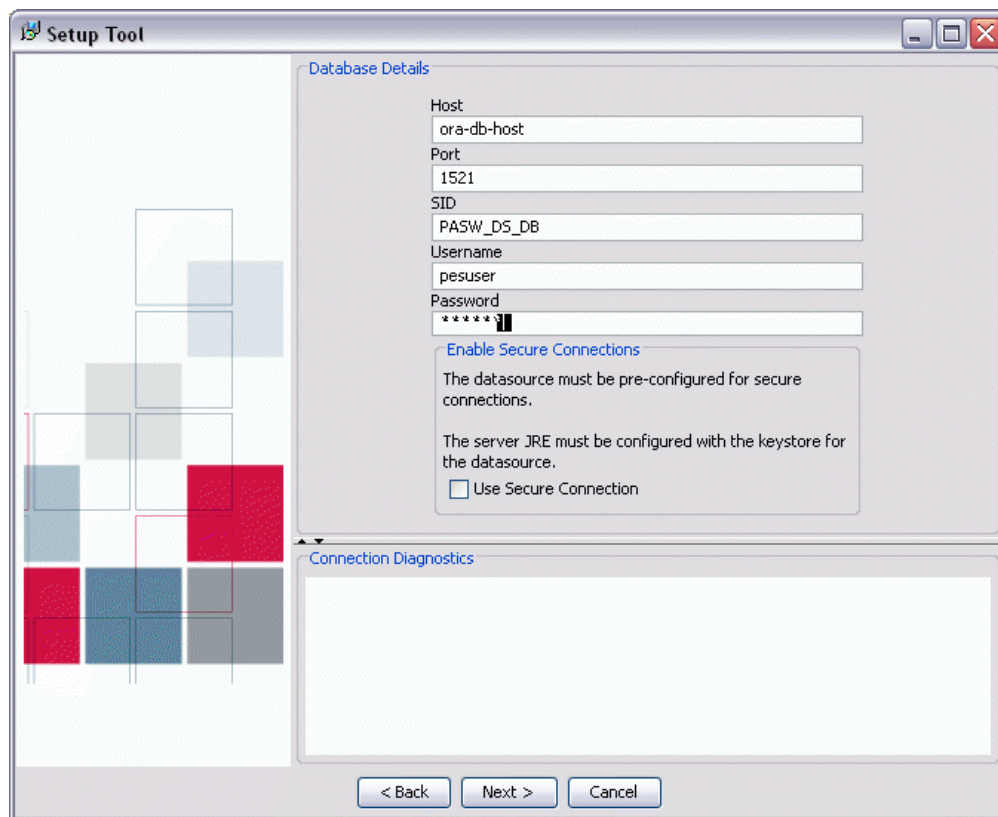 Setup Tool
Database Details
Host
ora-db-host
Port
1521
SID
PASW_DS_DB
Username
pesuser
Password
******
Enable Secure Connections
The datasource must be pre-configured for secure
connections.
The server JRE must be configured with the keystore for
the datasource.
Use Secure Connection
Connection Diagnostics
< Back
Next >
Cancel